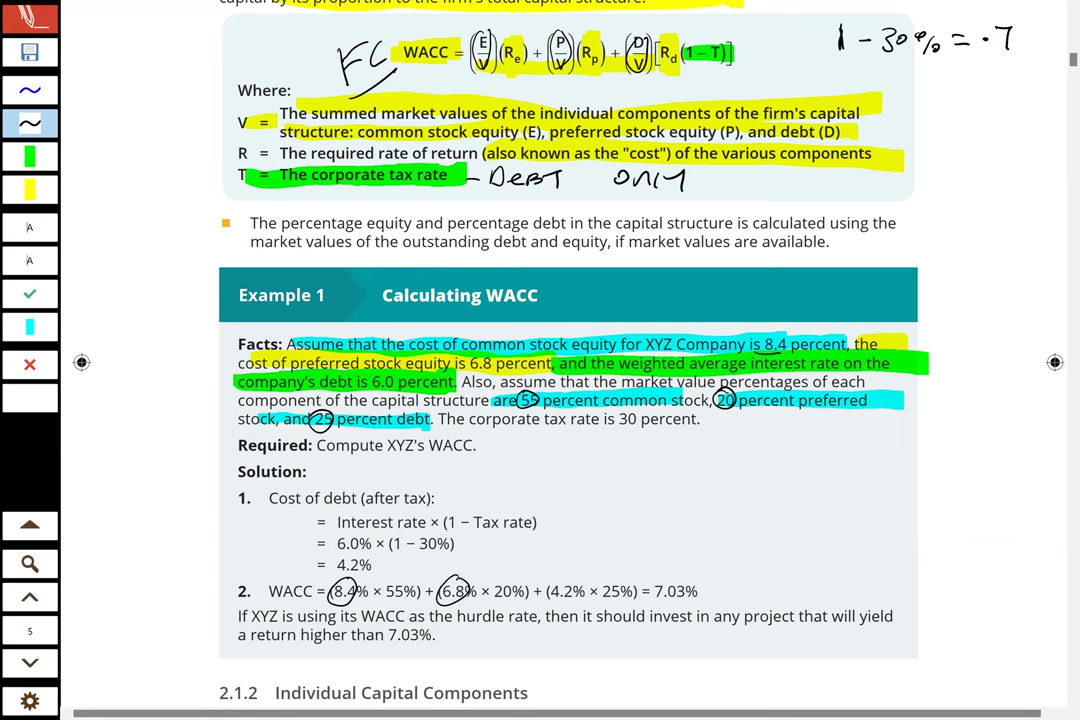 capital by its proportion to the firm's total capital structure.
1 - 30% = .7
FC WACC = (E/V)(Re) + (P/V)(Rp) + (D/V)[Rd(1 − T)]
Where:
V = The summed market values of the individual components of the firm's capital
structure: common stock equity (E), preferred stock equity (P), and debt (D)
R = The required rate of return (also known as the "cost") of the various components
T = The corporate tax rate - DEBT ONLY
The percentage equity and percentage debt in the capital structure is calculated using the
market values of the outstanding debt and equity, if market values are available.
Example 1 Calculating WACC
Facts: Assume that the cost of common stock equity for XYZ Company is 8.4 percent, the
cost of preferred stock equity is 6.8 percent, and the weighted average interest rate on the
company's debt is 6.0 percent. Also, assume that the market value percentages of each
component of the capital structure are 55 percent common stock, 20 percent preferred
stock, and 25 percent debt. The corporate tax rate is 30 percent.
Required: Compute XYZ's WACC.
Solution:
1. Cost of debt (after tax):
= Interest rate × (1 − Tax rate)
= 6.0% × (1 − 30%)
= 4.2%
2. WACC = (8.4% × 55%) + (6.8% × 20%) + (4.2% × 25%) = 7.03%
If XYZ is using its WACC as the hurdle rate, then it should invest in any project that will yield
a return higher than 7.03%.
2.1.2 Individual Capital Components
A
A
5